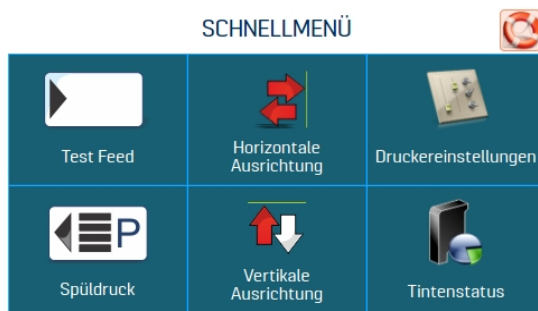 SCHNELLMENÜ
Test Feed
Horizontale
Ausrichtung
Druckereinstellungen
P
Spüldruck
Vertikale
Ausrichtung
Tintenstatus